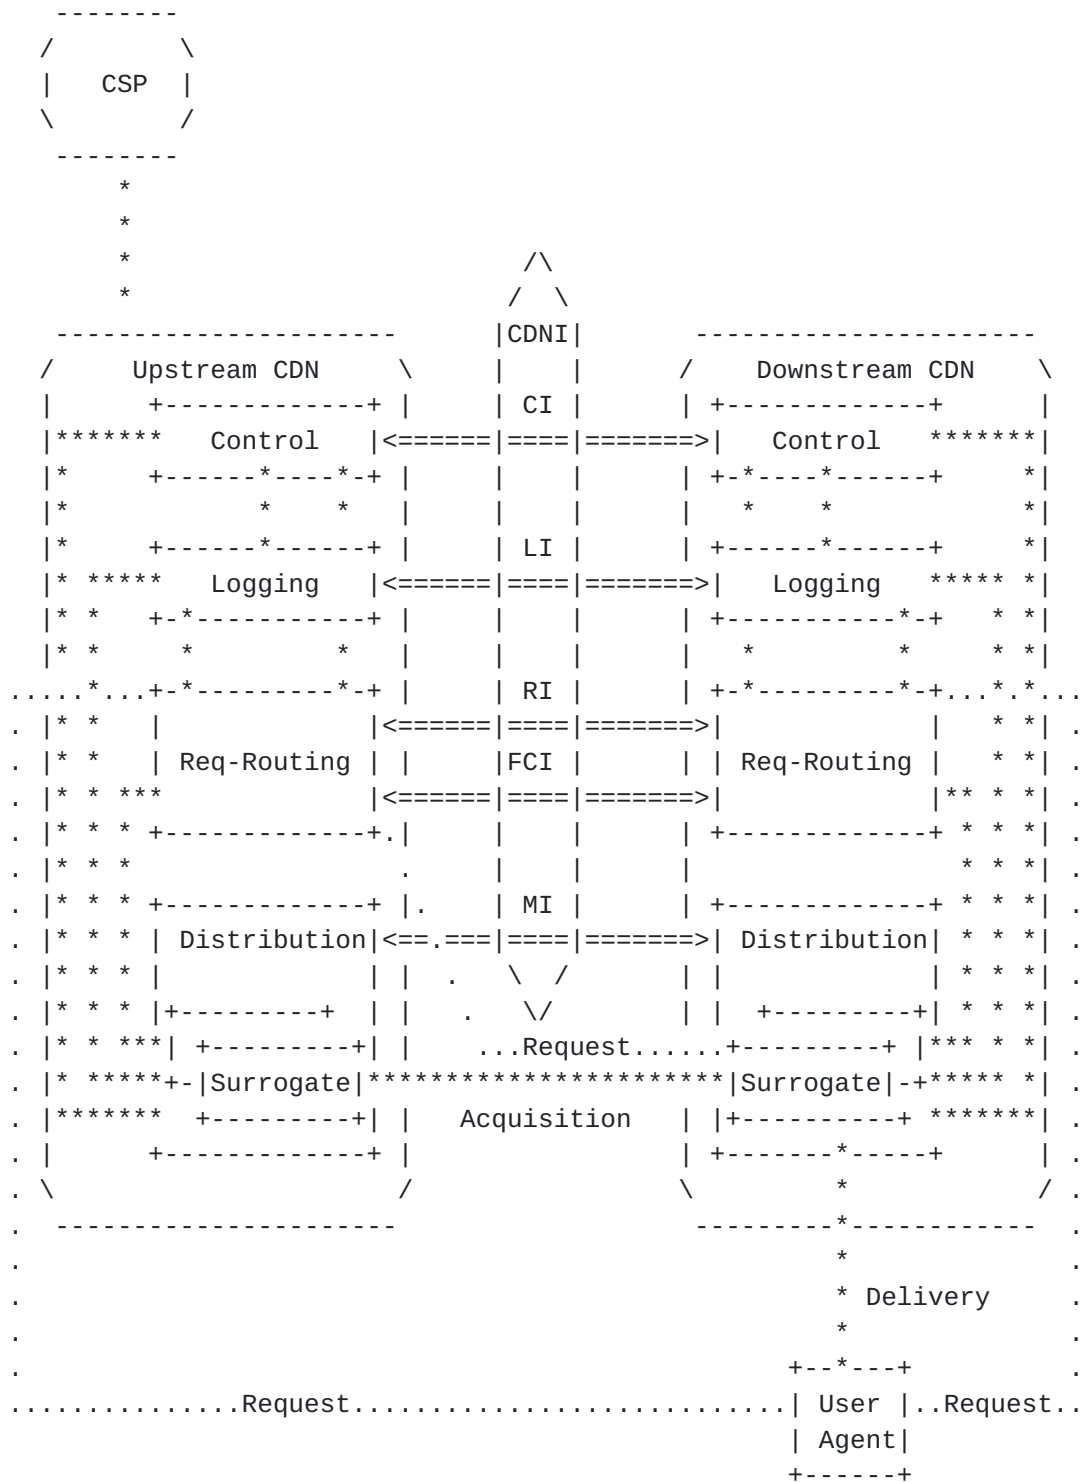 CSP
CDNI
Upstream CDN Downstream CDN
CI
Control Control
LI
Logging Logging
RI
Req-Routing FCI Req-Routing
MI
Distribution Distribution
Request
Surrogate Surrogate
Acquisition
Delivery
Request User Request
Agent